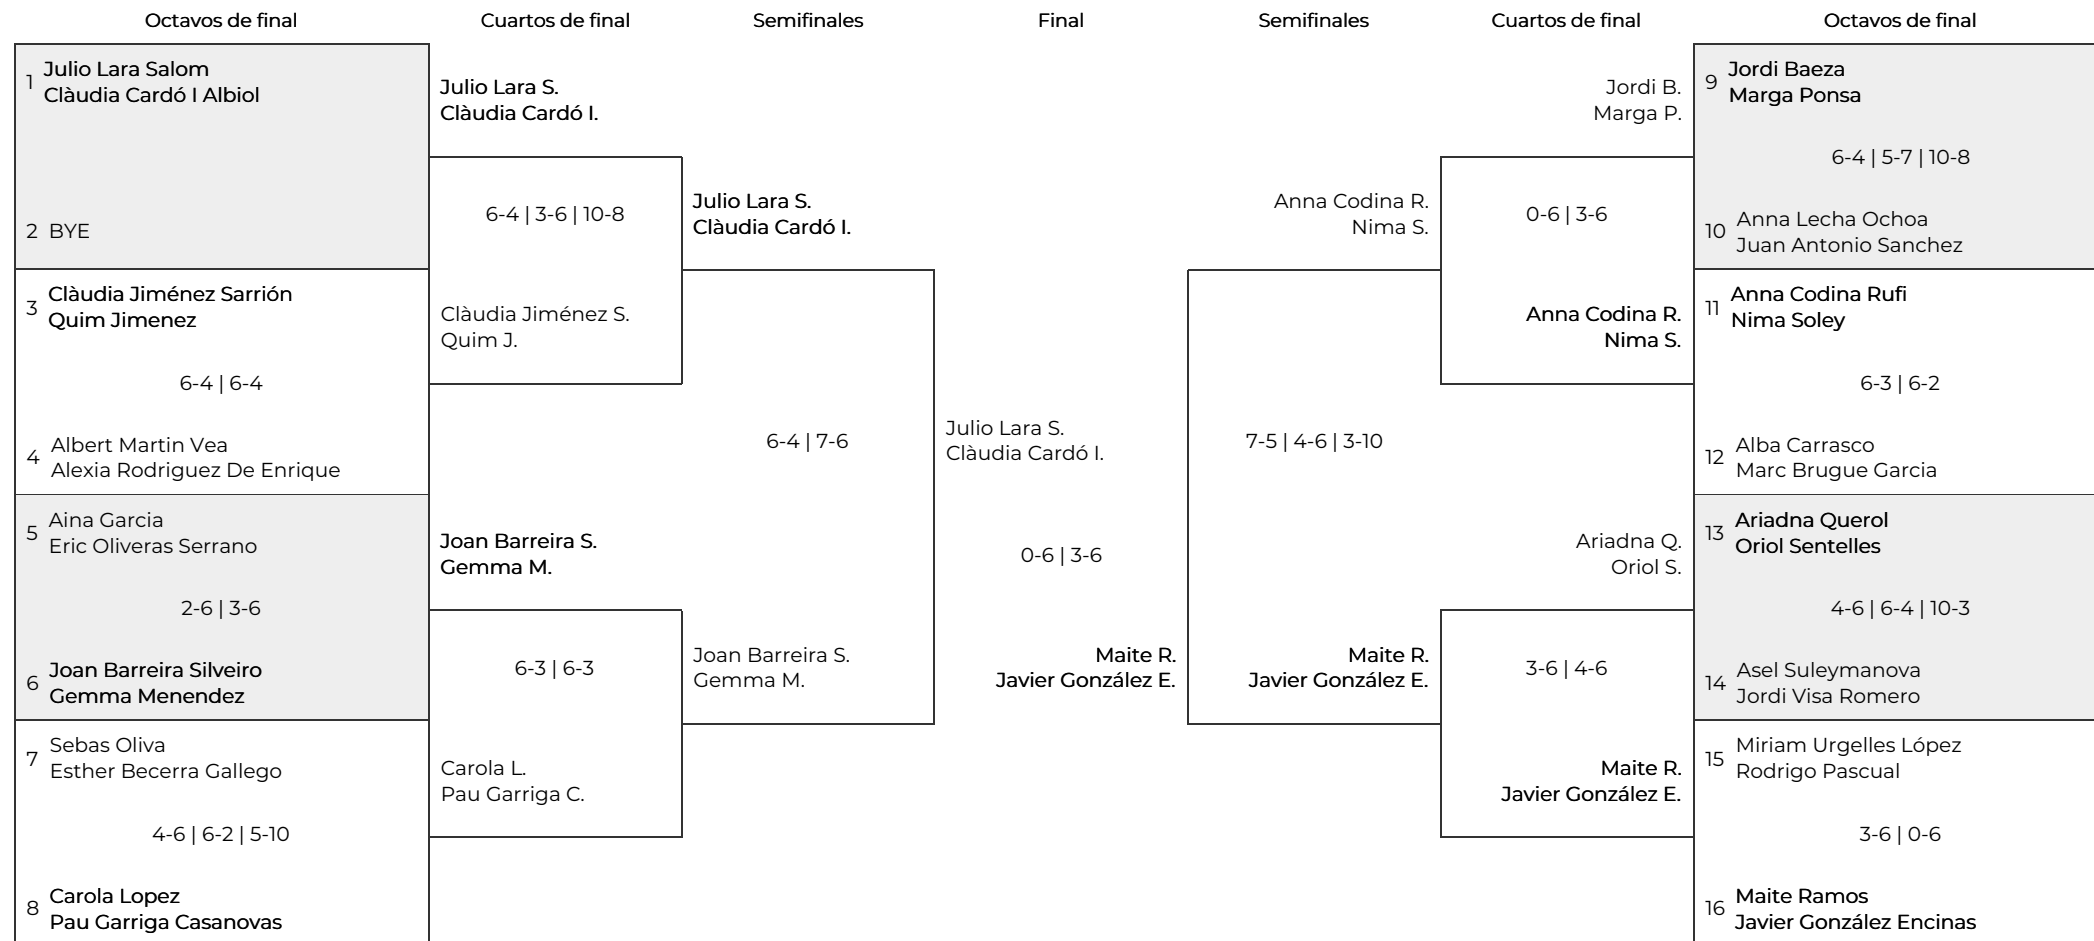 Octavos de final
Cuartos de final
Semifinales
Final
Semifinales
Cuartos de final
Octavos de final
1
Julio Lara Salom
Clàudia Cardó I Albiol
2 BYE
3
Clàudia Jiménez Sarrión
Quim Jimenez
6-4 | 6-4
4
Albert Martin Vea
Alexia Rodriguez De Enrique
5
Aina Garcia
Eric Oliveras Serrano
2-6 | 3-6
6
Joan Barreira Silveiro
Gemma Menendez
7
Sebas Oliva
Esther Becerra Gallego
4-6 | 6-2 | 5-10
8
Carola Lopez
Pau Garriga Casanovas
Julio Lara S.
Clàudia Cardó I.
6-4 | 3-6 | 10-8
Clàudia Jiménez S.
Quim J.
Joan Barreira S.
Gemma M.
6-3 | 6-3
Carola L.
Pau Garriga C.
Julio Lara S.
Clàudia Cardó I.
6-4 | 7-6
Joan Barreira S.
Gemma M.
Julio Lara S.
Clàudia Cardó I.
0-6 | 3-6
Maite R.
Javier González E.
Anna Codina R.
Nima S.
7-5 | 4-6 | 3-10
Maite R.
Javier González E.
Jordi B.
Marga P.
0-6 | 3-6
Anna Codina R.
Nima S.
Ariadna Q.
Oriol S.
3-6 | 4-6
Maite R.
Javier González E.
9
Jordi Baeza
Marga Ponsa
6-4 | 5-7 | 10-8
10
Anna Lecha Ochoa
Juan Antonio Sanchez
11
Anna Codina Rufi
Nima Soley
6-3 | 6-2
12
Alba Carrasco
Marc Brugue Garcia
13
Ariadna Querol
Oriol Sentelles
4-6 | 6-4 | 10-3
14
Asel Suleymanova
Jordi Visa Romero
15
Miriam Urgelles López
Rodrigo Pascual
3-6 | 0-6
16
Maite Ramos
Javier González Encinas